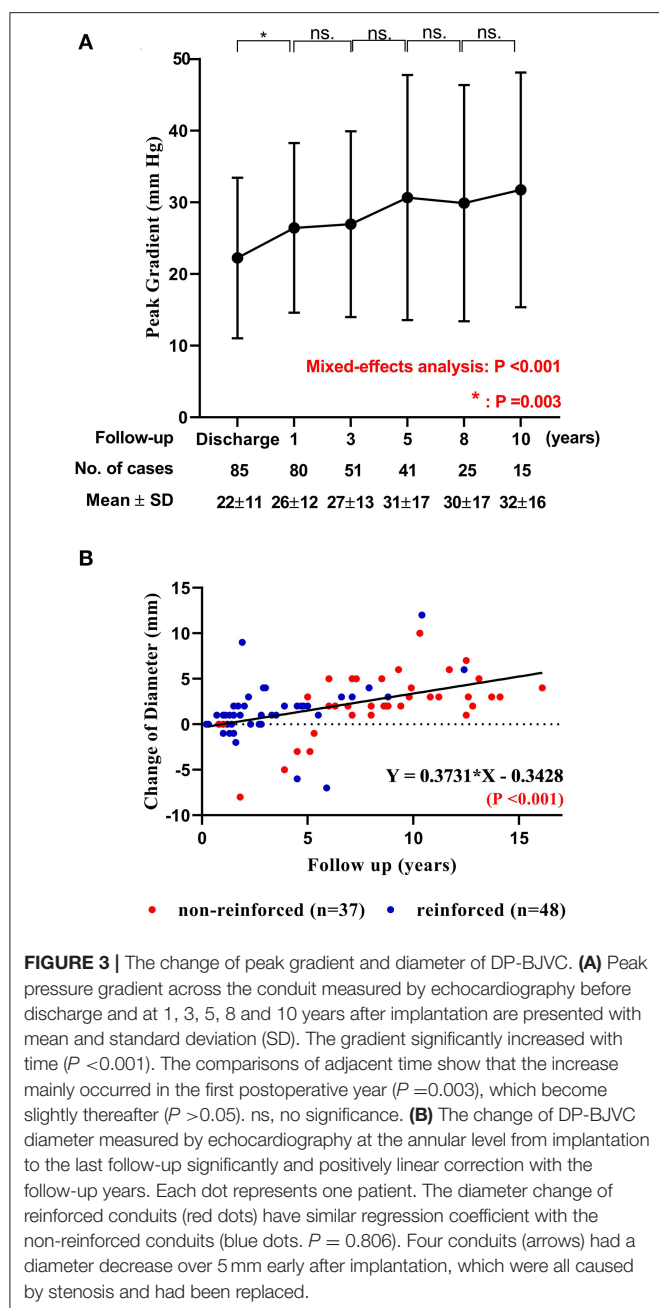 A
* ns. ns. ns. ns.
50
40
30
20
10
0
Peak Gradient (mm Hg)
Mixed-effects analysis: P <0.001
* : P =0.003
Follow-up Discharge 1 3 5 8 10 (years)
No. of cases 85 80 51 41 25 15
Mean ± SD 22±11 26±12 27±13 31±17 30±17 32±16
B
15
10
5
0
-5
-10
Change of Diameter (mm)
Y = 0.3731*X - 0.3428
(P <0.001)
0 5 10 15
Follow up (years)
non-reinforced (n=37) reinforced (n=48)
FIGURE 3 | The change of peak gradient and diameter of DP-BJVC. (A) Peak
pressure gradient across the conduit measured by echocardiography before
discharge and at 1, 3, 5, 8 and 10 years after implantation are presented with
mean and standard deviation (SD). The gradient significantly increased with
time (P <0.001). The comparisons of adjacent time show that the increase
mainly occurred in the first postoperative year (P =0.003), which become
slightly thereafter (P >0.05). ns, no significance. (B) The change of DP-BJVC
diameter measured by echocardiography at the annular level from implantation
to the last follow-up significantly and positively linear correction with the
follow-up years. Each dot represents one patient. The diameter change of
reinforced conduits (red dots) have similar regression coefficient with the
non-reinforced conduits (blue dots. P = 0.806). Four conduits (arrows) had a
diameter decrease over 5 mm early after implantation, which were all caused
by stenosis and had been replaced.